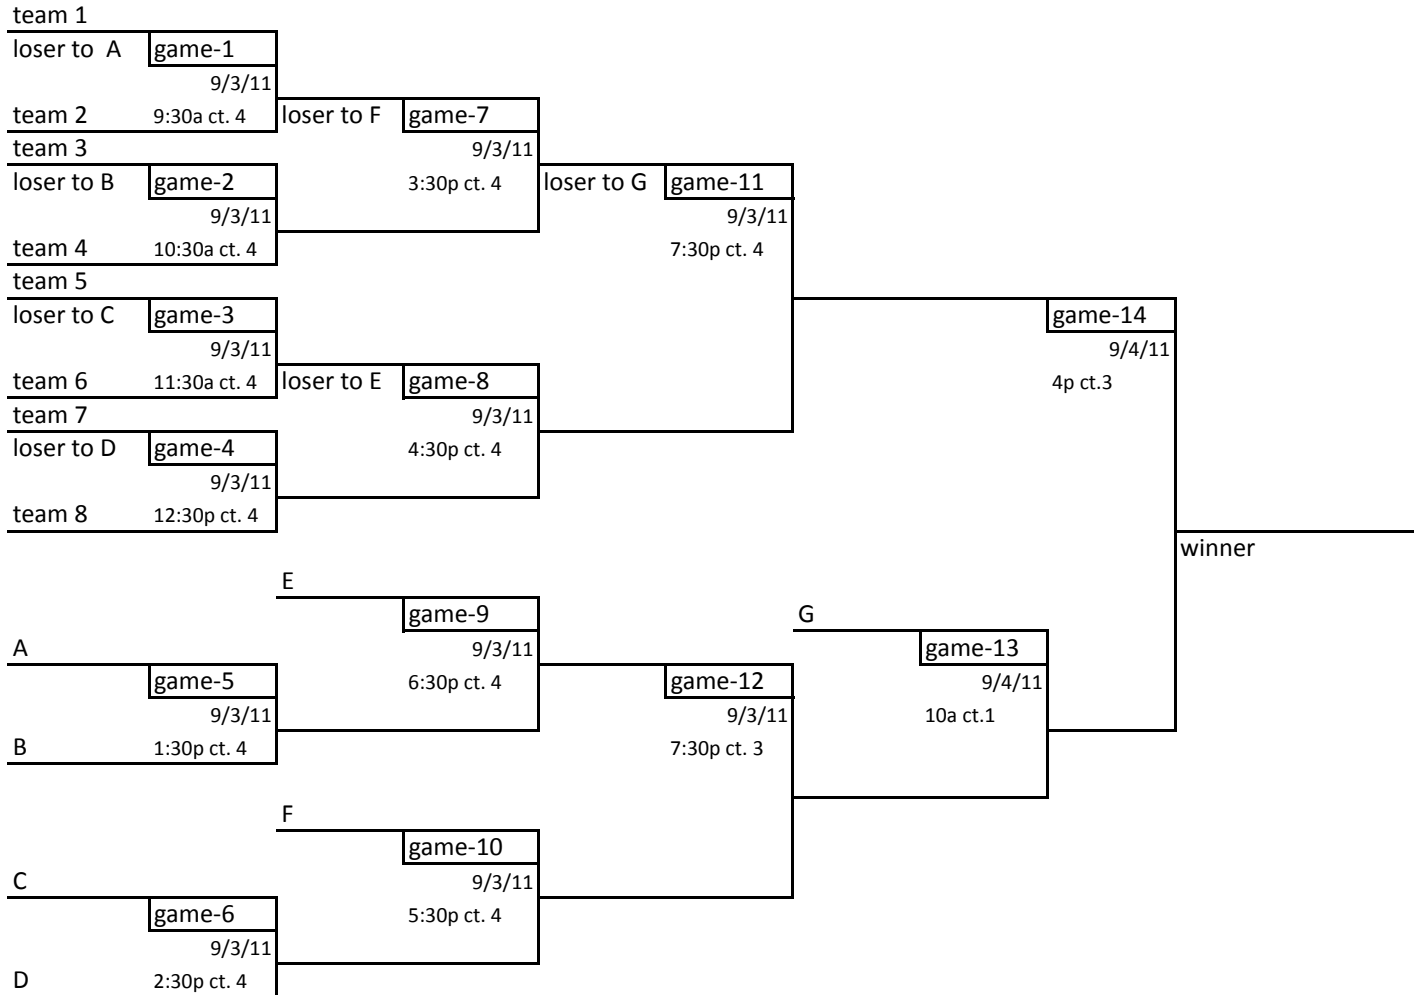 team 1
loser to  A game-1
9/3/11
team 2 9:30a ct. 4 loser to F game-7
team 3 9/3/11
loser to B game-2 3:30p ct. 4 loser to G game-11
9/3/11 9/3/11
team 4 10:30a ct. 4 7:30p ct. 4
team 5
loser to C game-3 game-14
9/3/11 9/4/11
team 6 11:30a ct. 4 loser to E game-8 4p ct.3
team 7 9/3/11
loser to D game-4 4:30p ct. 4
9/3/11
team 8 12:30p ct. 4
winner
E
game-9 G
A 9/3/11 game-13
game-5 6:30p ct. 4 game-12 9/4/11
9/3/11 9/3/11 10a ct.1
B 1:30p ct. 4 7:30p ct. 3
F
game-10
C 9/3/11
game-6 5:30p ct. 4
9/3/11
D 2:30p ct. 4